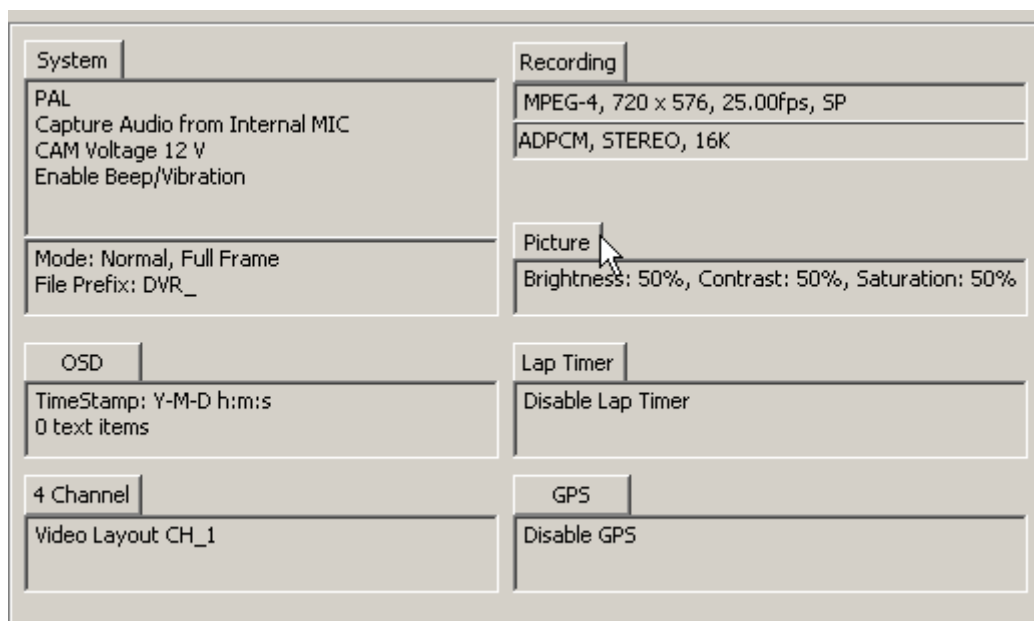 System
PAL
Capture Audio from Internal MIC
CAM Voltage 12 V
Enable Beep/Vibration
Mode: Normal, Full Frame
File Prefix: DVR_
Recording
MPEG-4, 720 x 576, 25.00fps, SP
ADPCM, STEREO, 16K
Picture
Brightness: 50%, Contrast: 50%, Saturation: 50%
OSD
TimeStamp: Y-M-D h:m:s
0 text items
Lap Timer
Disable Lap Timer
4 Channel
Video Layout CH_1
GPS
Disable GPS